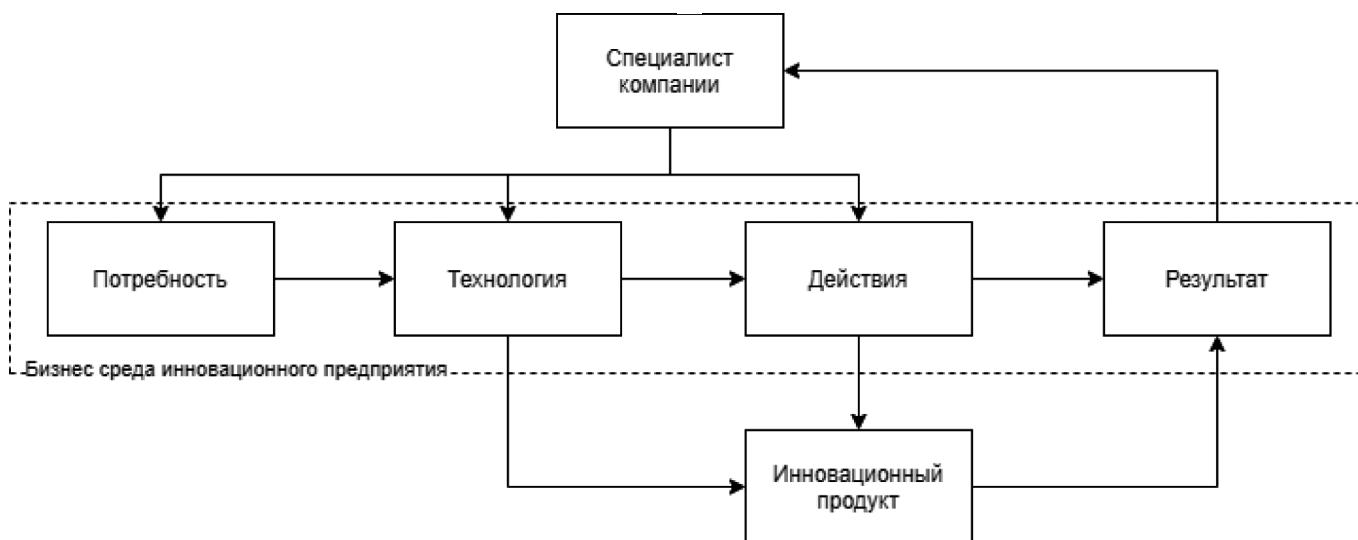 Специалист
компании
Потребность
Технология
Действия
Результат
Бизнес среда инновационного предприятия
Инновационный
продукт